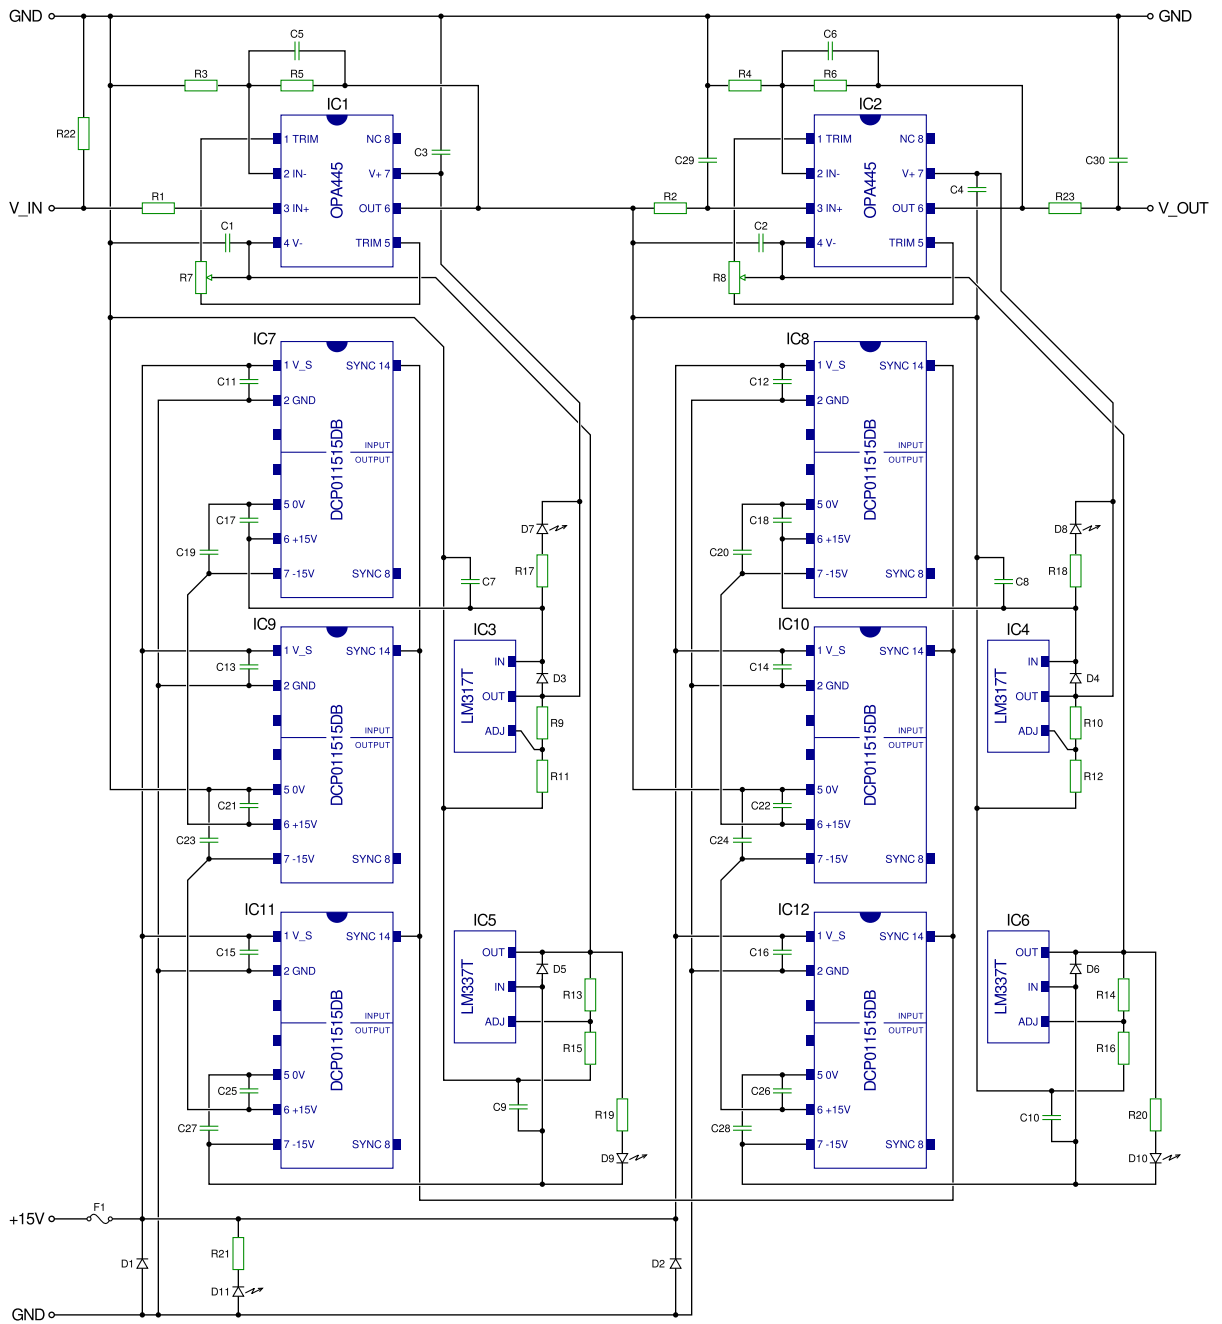 GND
GND
C5
C6
R3
R5
R4
R6
IC1
IC2
R22
1 TRIM
NC 8
C3
1 TRIM
NC 8
2 IN-
V+ 7
C29
2 IN-
V+ 7
C4
C30
OPA445
OPA445
V_IN
R1
3 IN+
OUT 6
R2
3 IN+
OUT 6
R23
V_OUT
C1
4 V-
TRIM 5
C2
4 V-
TRIM 5
R7
R8
IC7
IC8
1 V_S
SYNC 14
1 V_S
SYNC 14
C11
C12
2 GND
2 GND
INPUT
OUTPUT
INPUT
OUTPUT
DCP011515DB
DCP011515DB
5 0V
5 0V
C17
D7
C18
D8
6 +15V
6 +15V
C19
C20
7 -15V
SYNC 8
R17
C7
7 -15V
SYNC 8
R18
C8
IC9
IC3
IC10
IC4
1 V_S
SYNC 14
IN
1 V_S
SYNC 14
IN
C13
D3
C14
D4
2 GND
OUT
2 GND
OUT
LM317T
LM317T
R9
R10
ADJ
ADJ
INPUT
OUTPUT
INPUT
OUTPUT
DCP011515DB
DCP011515DB
R11
R12
5 0V
5 0V
C21
C22
6 +15V
6 +15V
C23
C24
7 -15V
SYNC 8
7 -15V
SYNC 8
IC11
IC5
IC12
IC6
1 V_S
SYNC 14
OUT
1 V_S
SYNC 14
OUT
C15
D5
C16
D6
2 GND
IN
2 GND
IN
LM337T
LM337T
R13
R14
INPUT
OUTPUT
ADJ
INPUT
OUTPUT
ADJ
DCP011515DB
DCP011515DB
R15
R16
5 0V
5 0V
C25
C26
6 +15V
C9
R19
6 +15V
C10
R20
C27
C28
7 -15V
SYNC 8
D9
7 -15V
SYNC 8
D10
F1
+15V
R21
D1
D2
D11
GND